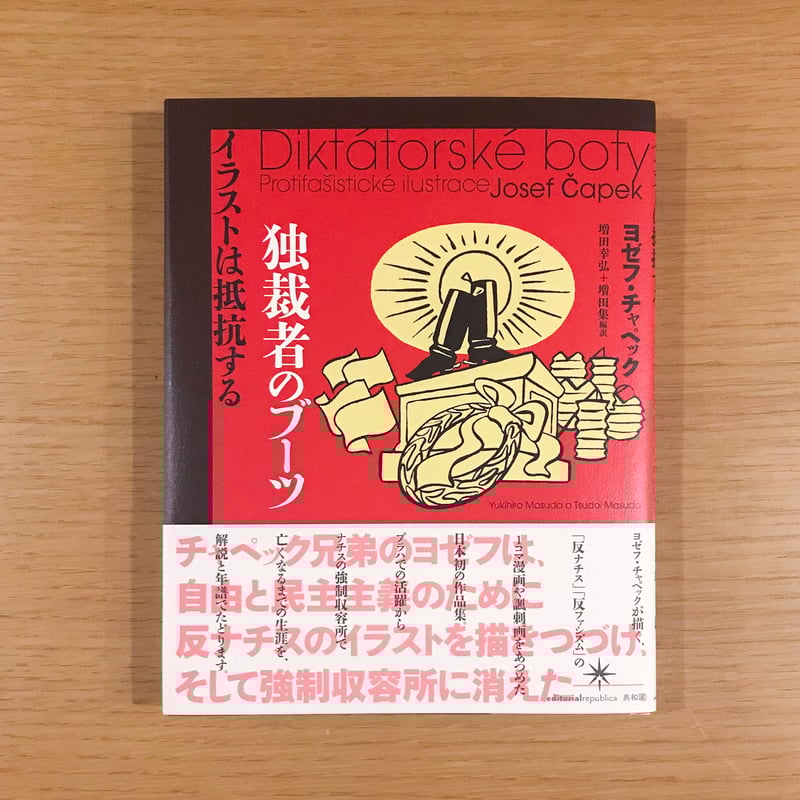 Diktátorské boty
Protifašistické ilustrace
Josef Čapek
ヨゼフ・チャペック
増田幸弘+増田集 編訳
独裁者のブーツ
イラストは抵抗する
Yukihiro Masuda a Tsudoi Masuda
ヨゼフ・チャペックが描く、
「反ナチス」「反ファシズム」の
1コマ漫画や諷刺画をあつめた
日本初の作品集。
プラハでの活躍から
ナチスの強制収容所で
亡くなるまでの生涯を、
解説と年譜でたどります。
チャペック兄弟のヨゼフは、
自由と民主主義のために
反ナチスのイラストを描きつづけ、
そして強制収容所に消えた
editorialrepublica 共和国